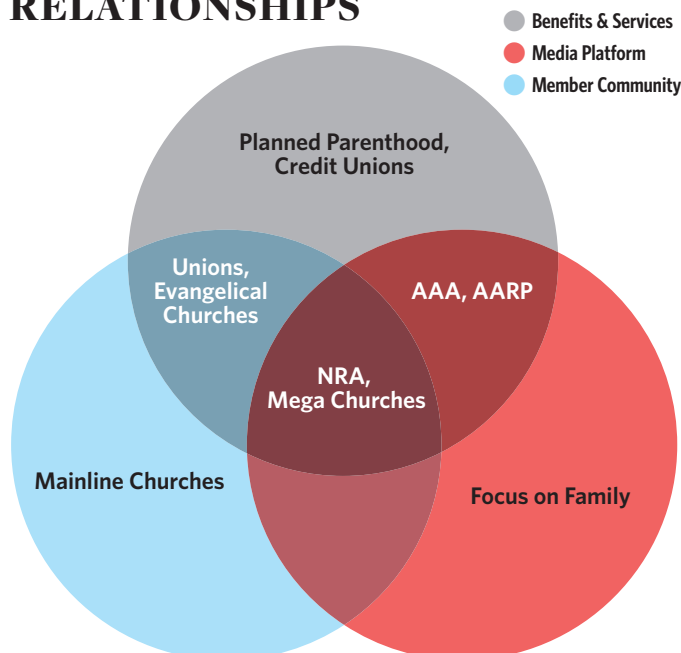 RELATIONSHIPS
Benefits & Services
Media Platform
Member Community
Planned Parenthood,
Credit Unions
Unions,
Evangelical
Churches
AAA, AARP
NRA,
Mega Churches
Mainline Churches
Focus on Family